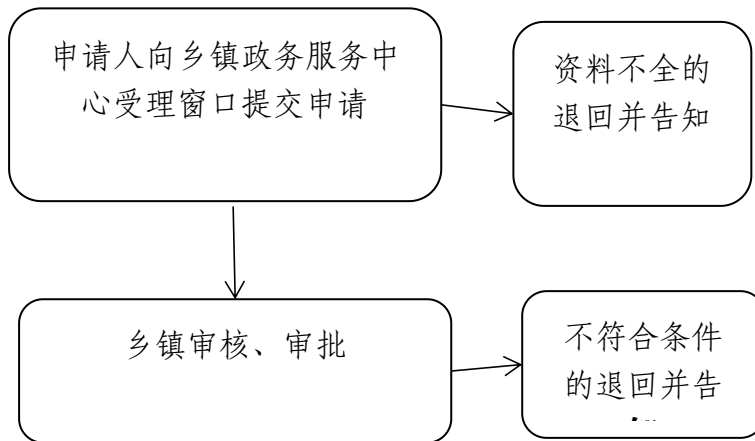 申请人向乡镇政务服务中
心受理窗口提交申请
资料不全的
退回并告知
乡镇审核、审批
不符合条件
的退回并告